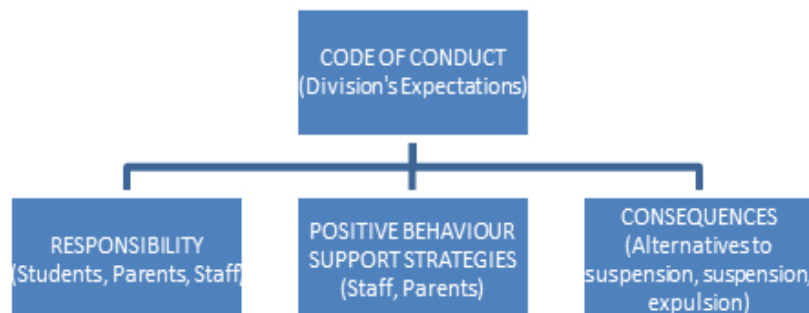 CODE OF CONDUCT
(Division's Expectations)
RESPONSIBILITY
(Students, Parents, Staff)
POSITIVE BEHAVIOUR
SUPPORT STRATEGIES
(Staff, Parents)
CONSEQUENCES
(Alternatives to
suspension, suspension,
expulsion)